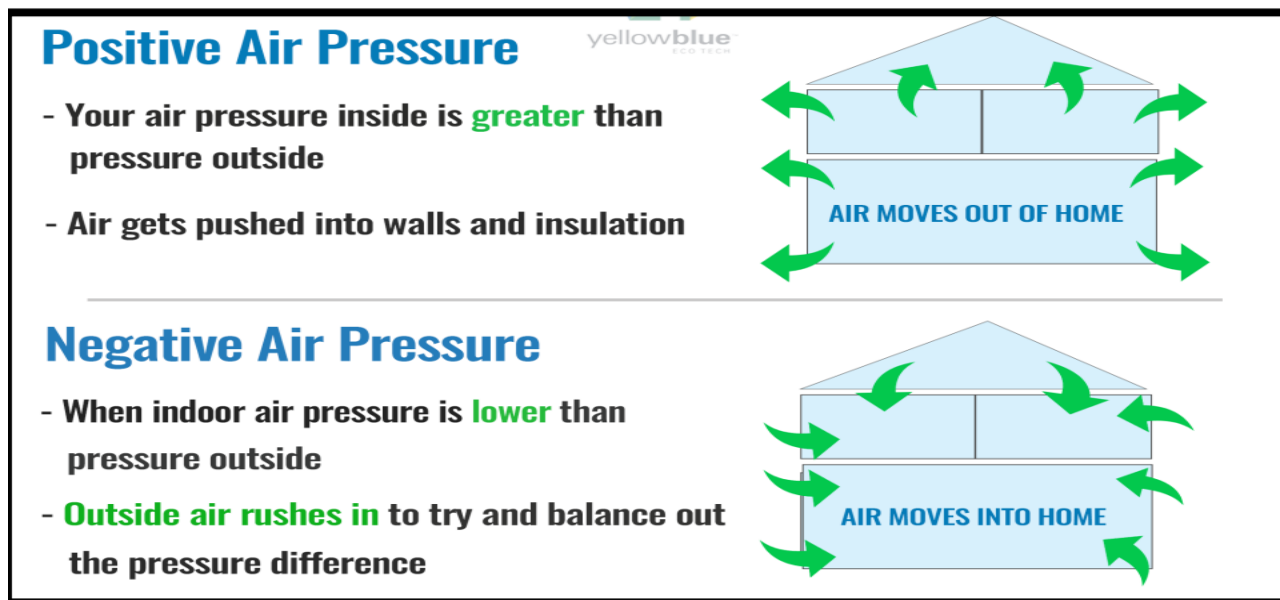 Positive Air Pressure
yellowblue
ECO TECH
- Your air pressure inside is greater than
pressure outside
- Air gets pushed into walls and insulation
AIR MOVES OUT OF HOME
Negative Air Pressure
- When indoor air pressure is lower than
pressure outside
- Outside air rushes in to try and balance out
the pressure difference
AIR MOVES INTO HOME